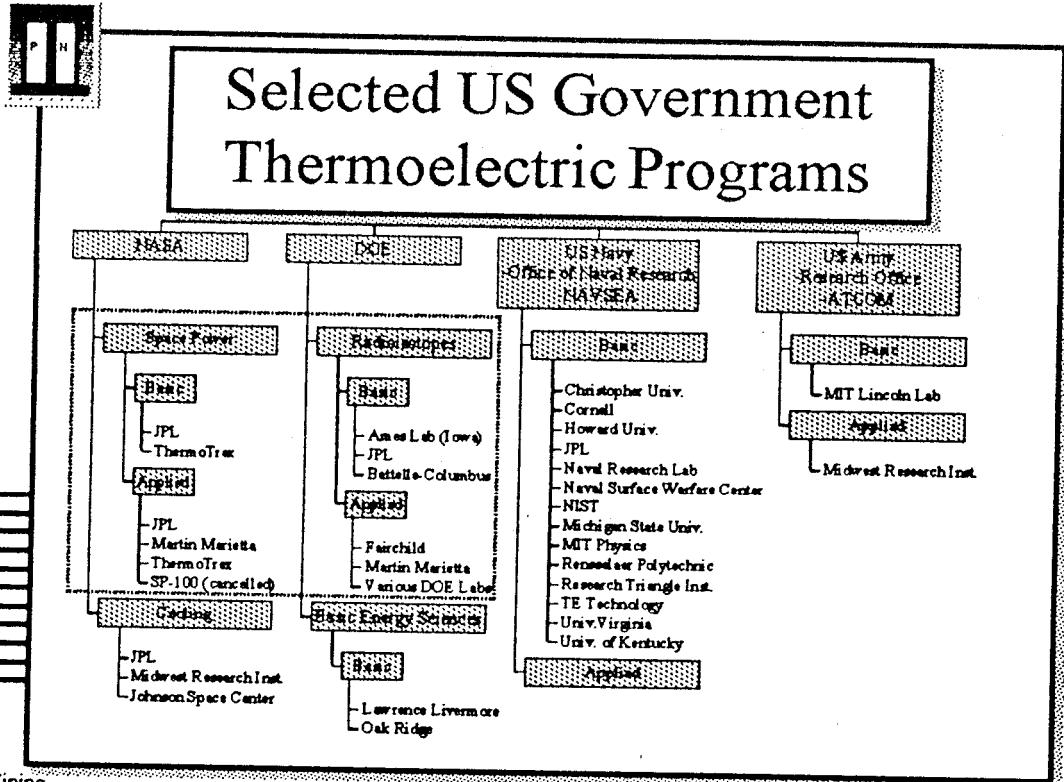 P N
Selected US Government
Thermoelectric Programs
NASA
Space Power
Basic
JPL
ThermoTrex
Applied
JPL
Martin Marietta
ThermoTrex
SP-100 (cancelled)
Cooling
JPL
Midwest Research Inst.
Johnson Space Center
DOE
Radioisotopes
Basic
Ames Lab (Iowa)
JPL
Battelle-Columbus
Applied
Fairchild
Martin Marietta
Various DOE Labs
Basic Energy Sciences
Basic
Lawrence Livermore
Oak Ridge
US Navy
-Office of Naval Research
NAVSEA
Basic
Christopher Univ.
Cornell
Howard Univ.
JPL
Naval Research Lab
Naval Surface Warfare Center
NIST
Michigan State Univ.
MIT Physics
Rensselaer Polytechnic
Research Triangle Inst.
TE Technology
Univ.Virginia
Univ. of Kentucky
Applied
US Army
-Research Office
-ATCOM
Basic
MIT Lincoln Lab
Applied
Midwest Research Inst.